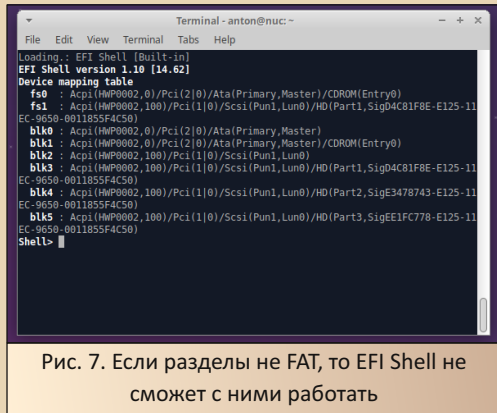 Terminal - anton@nuc: ~
File Edit View Terminal Tabs Help
Loading.: EFI Shell [Built-in]
EFI Shell version 1.10 [14.62]
Device mapping table
fs0 : Acpi(HWP0002,0)/Pci(2|0)/Ata(Primary,Master)/CDROM(Entry0)
fs1 : Acpi(HWP0002,100)/Pci(1|0)/Scsi(Pun1,Lun0)/HD(Part1,SigD4C81F8E-E125-11
EC-9650-0011855F4C50)
blk0 : Acpi(HWP0002,0)/Pci(2|0)/Ata(Primary,Master)
blk1 : Acpi(HWP0002,0)/Pci(2|0)/Ata(Primary,Master)/CDROM(Entry0)
blk2 : Acpi(HWP0002,100)/Pci(1|0)/Scsi(Pun1,Lun0)
blk3 : Acpi(HWP0002,100)/Pci(1|0)/Scsi(Pun1,Lun0)/HD(Part1,SigD4C81F8E-E125-11
EC-9650-0011855F4C50)
blk4 : Acpi(HWP0002,100)/Pci(1|0)/Scsi(Pun1,Lun0)/HD(Part2,SigE3478743-E125-11
EC-9650-0011855F4C50)
blk5 : Acpi(HWP0002,100)/Pci(1|0)/Scsi(Pun1,Lun0)/HD(Part3,SigEE1FC778-E125-11
EC-9650-0011855F4C50)
Shell>
Рис. 7. Если разделы не FAT, то EFI Shell не
сможет с ними работать